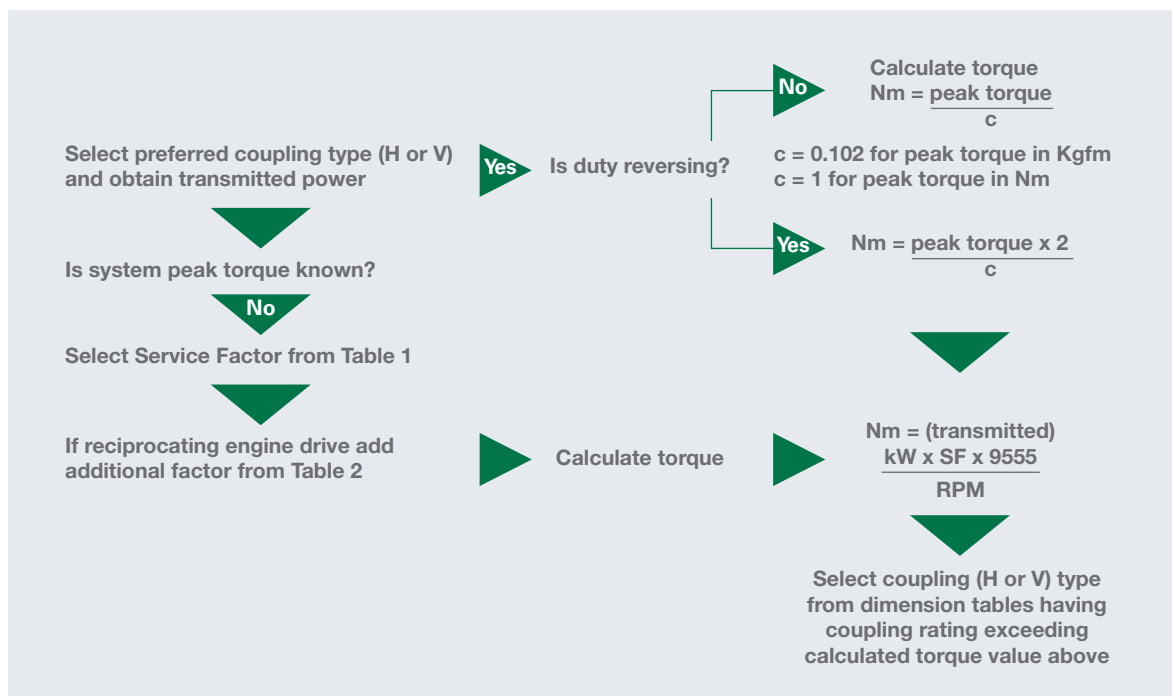 Select preferred coupling type (H or V)
and obtain transmitted power
Yes
Is duty reversing?
No
Calculate torque
Nm = peak torque
c
c = 0.102 for peak torque in Kgfm
c = 1 for peak torque in Nm
Yes
Nm = peak torque x 2
c
Is system peak torque known?
No
Select Service Factor from Table 1
If reciprocating engine drive add
additional factor from Table 2
Calculate torque
Nm = (transmitted)
kW x SF x 9555
RPM
Select coupling (H or V) type
from dimension tables having
coupling rating exceeding
calculated torque value above